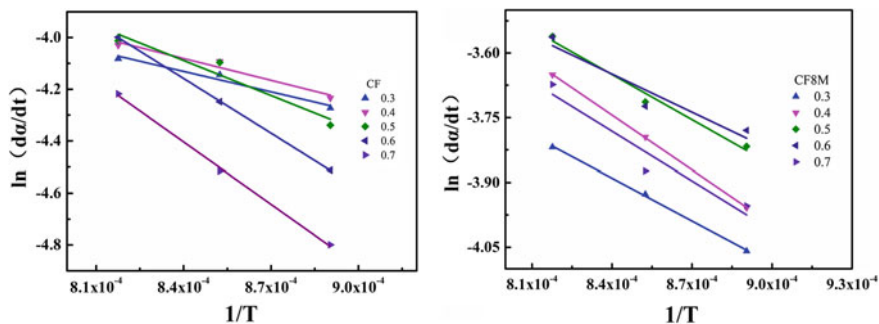 -4.0
-4.2
-4.4
-4.6
-4.8
ln（dα/dt）
CF
0.3
0.4
0.5
0.6
0.7
8.1x10⁻⁴
8.4x10⁻⁴
8.7x10⁻⁴
9.0x10⁻⁴
1/T
-3.60
-3.75
-3.90
-4.05
ln（dα/dt）
CF8M
0.3
0.4
0.5
0.6
0.7
8.1x10⁻⁴
8.4x10⁻⁴
8.7x10⁻⁴
9.0x10⁻⁴
9.3x10⁻⁴
1/T